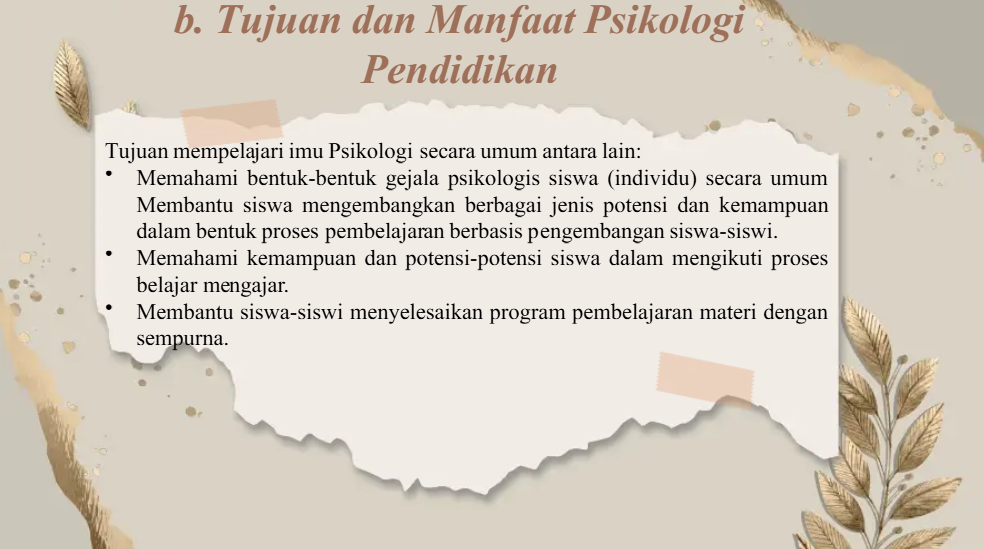 b. Tujuan dan Manfaat Psikologi
Pendidikan
Tujuan mempelajari imu Psikologi secara umum antara lain:
• Memahami bentuk-bentuk gejala psikologis siswa (individu) secara umum
Membantu siswa mengembangkan berbagai jenis potensi dan kemampuan
dalam bentuk proses pembelajaran berbasis pengembangan siswa-siswi.
• Memahami kemampuan dan potensi-potensi siswa dalam mengikuti proses
belajar mengajar.
• Membantu siswa-siswi menyelesaikan program pembelajaran materi dengan
sempurna.